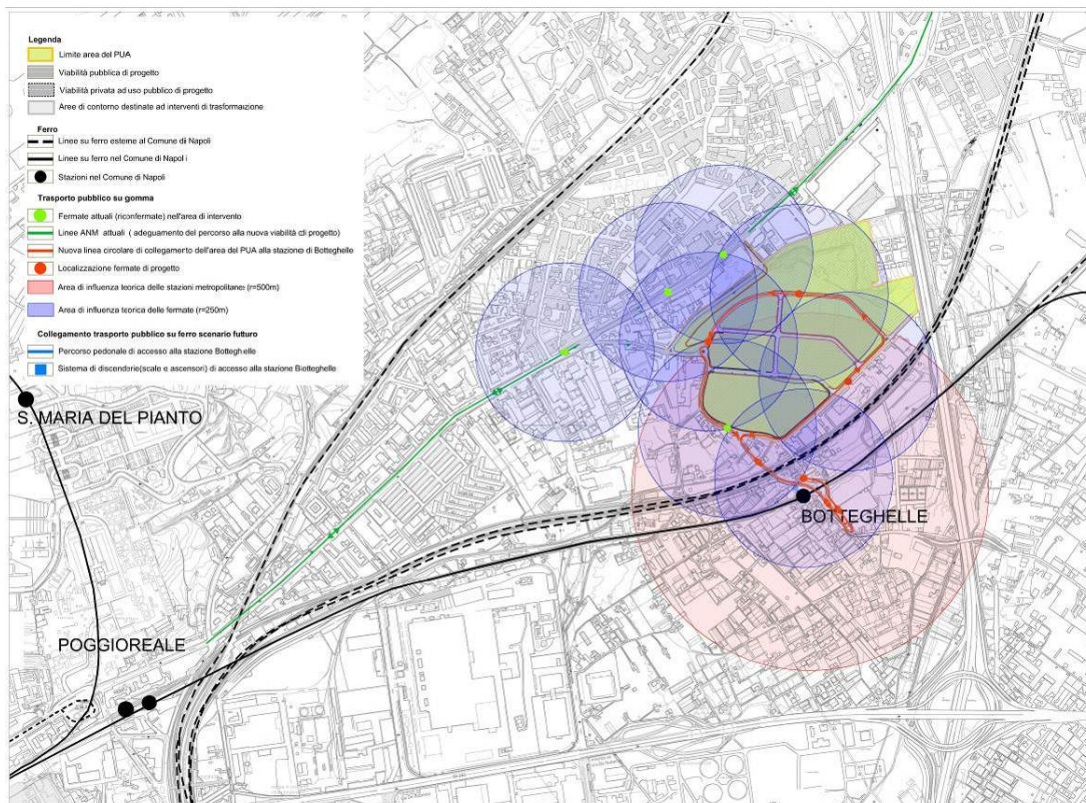 Legenda
Limite area del PUA
Viabilità pubblica di progetto
Viabilità privata ad uso pubblico di progetto
Aree di contorno destinate ad interventi di trasformazione
Ferro
Linee su ferro esterne al Comune di Napoli
Linee su ferro nel Comune di Napol i
Stazioni nel Comune di Napoli
Trasporto pubblico su gomma
Fermate attuali (riconfermate) nell'area di intervento
Linee ANM attuali ( adeguamento del percorso alla nuova viabilità di progetto)
Nuova linea circolare di collegamento dell'area del PUA alla stazione di Botteghelle
Localizzazione fermate di progetto
Area di influenza teorica delle stazioni metropolitane (r=500m)
Area di influenza teorica delle fermate (r=250m)
Collegamento trasporto pubblico su ferro scenario futuro
Percorso pedonale di accesso alla stazione Botteghelle
Sistema di discenderie(scale e ascensori) di accesso alla stazione Biotteghelle
S. MARIA DEL PIANTO
BOTTEGHELLE
POGGIOREALE